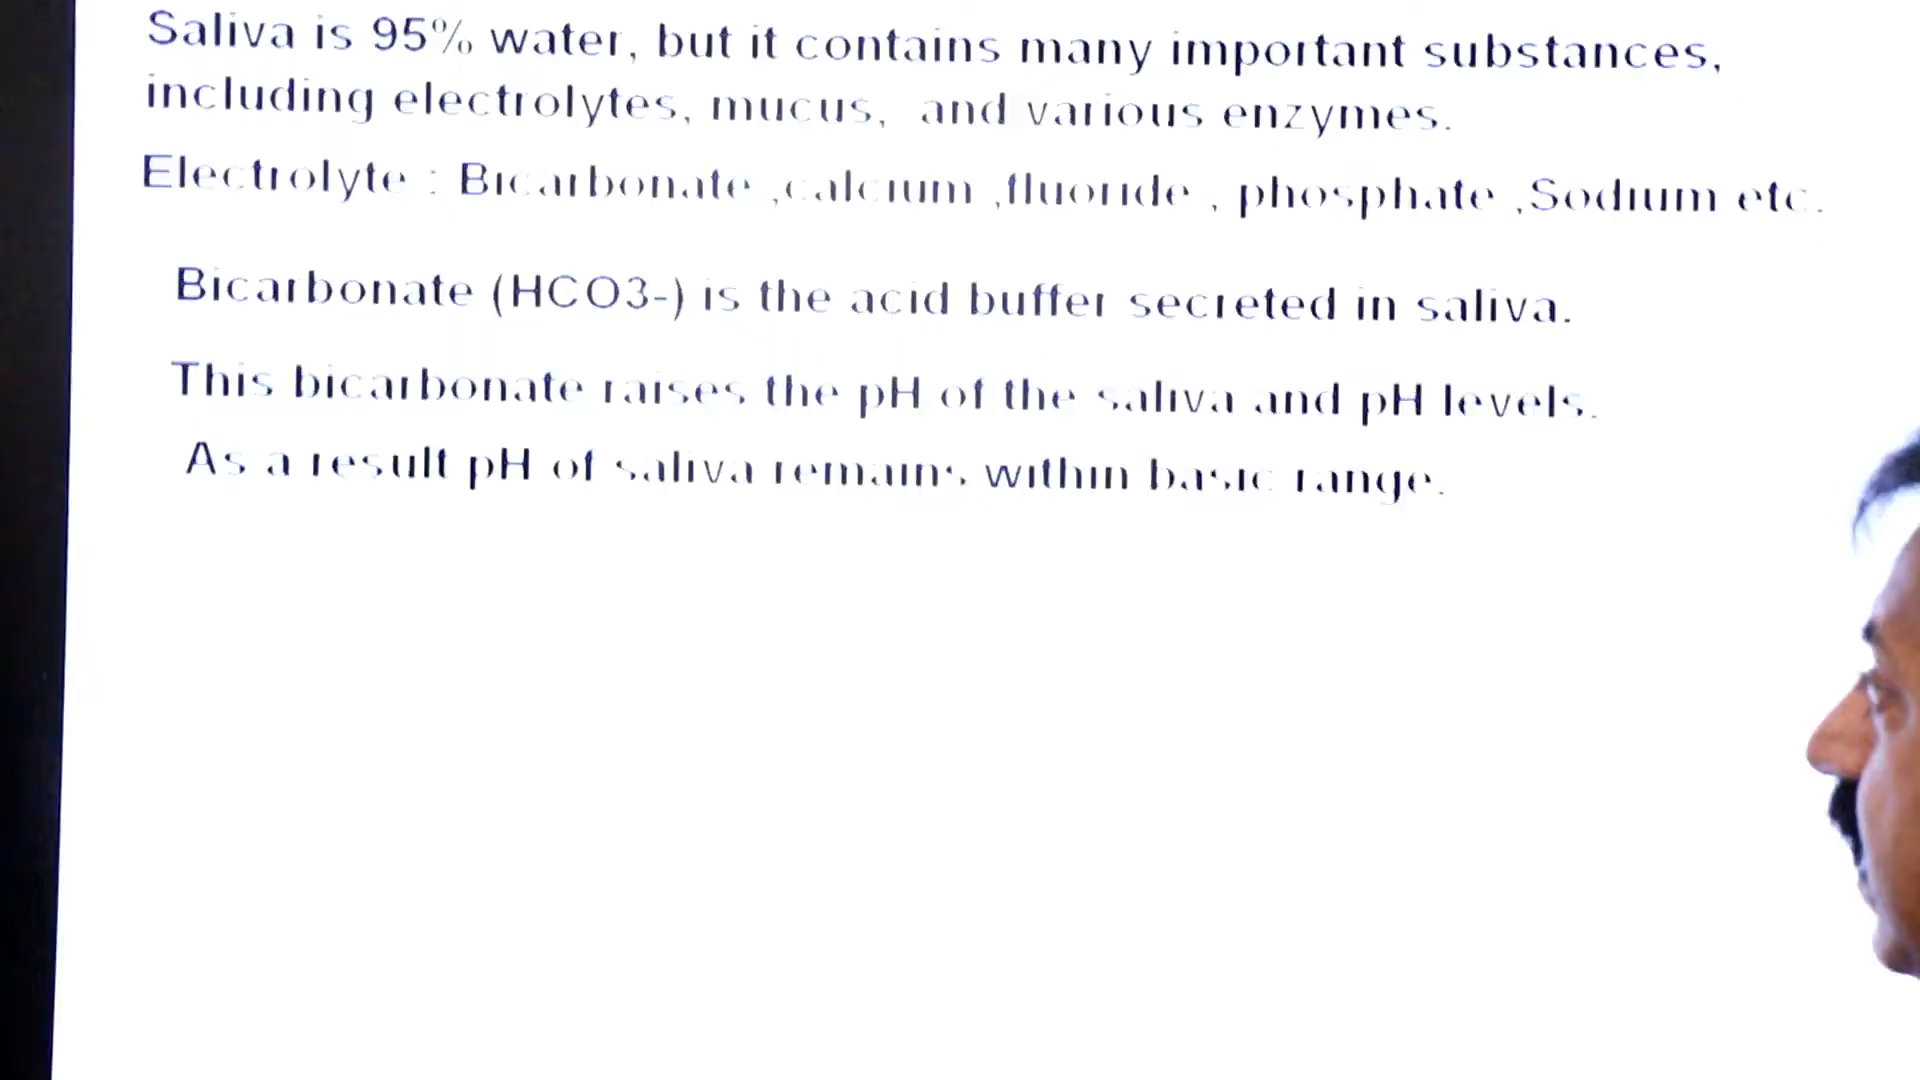 Saliva is 95% water, but it contains many important substances,
including electrolytes, mucus, and various enzymes.
Electrolyte : Bicarbonate ,calcium ,fluoride , phosphate ,Sodium etc.
Bicarbonate (HCO3-) is the acid buffer secreted in saliva.
This bicarbonate raises the pH of the saliva and pH levels.
As a result pH of saliva remains within basic range.